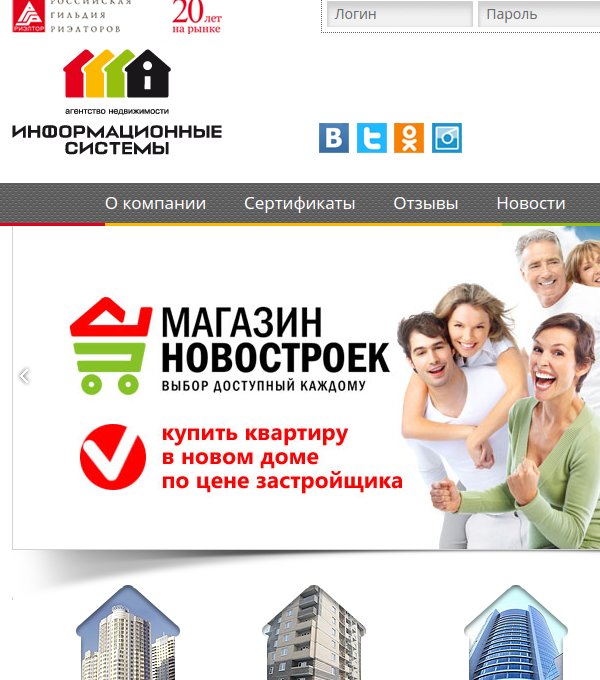 РОССИЙСКАЯ
ГИЛЬДИЯ
РИЭЛТОРОВ
РИЭЛТОР
20 лет
на рынке
Логин
Пароль
агентство недвижимости
ИНФОРМАЦИОННЫЕ
СИСТЕМЫ
О компании
Сертификаты
Отзывы
Новости
МАГАЗИН
НОВОСТРОЕК
ВЫБОР ДОСТУПНЫЙ КАЖДОМУ
купить квартиру
в новом доме
по цене застройщика